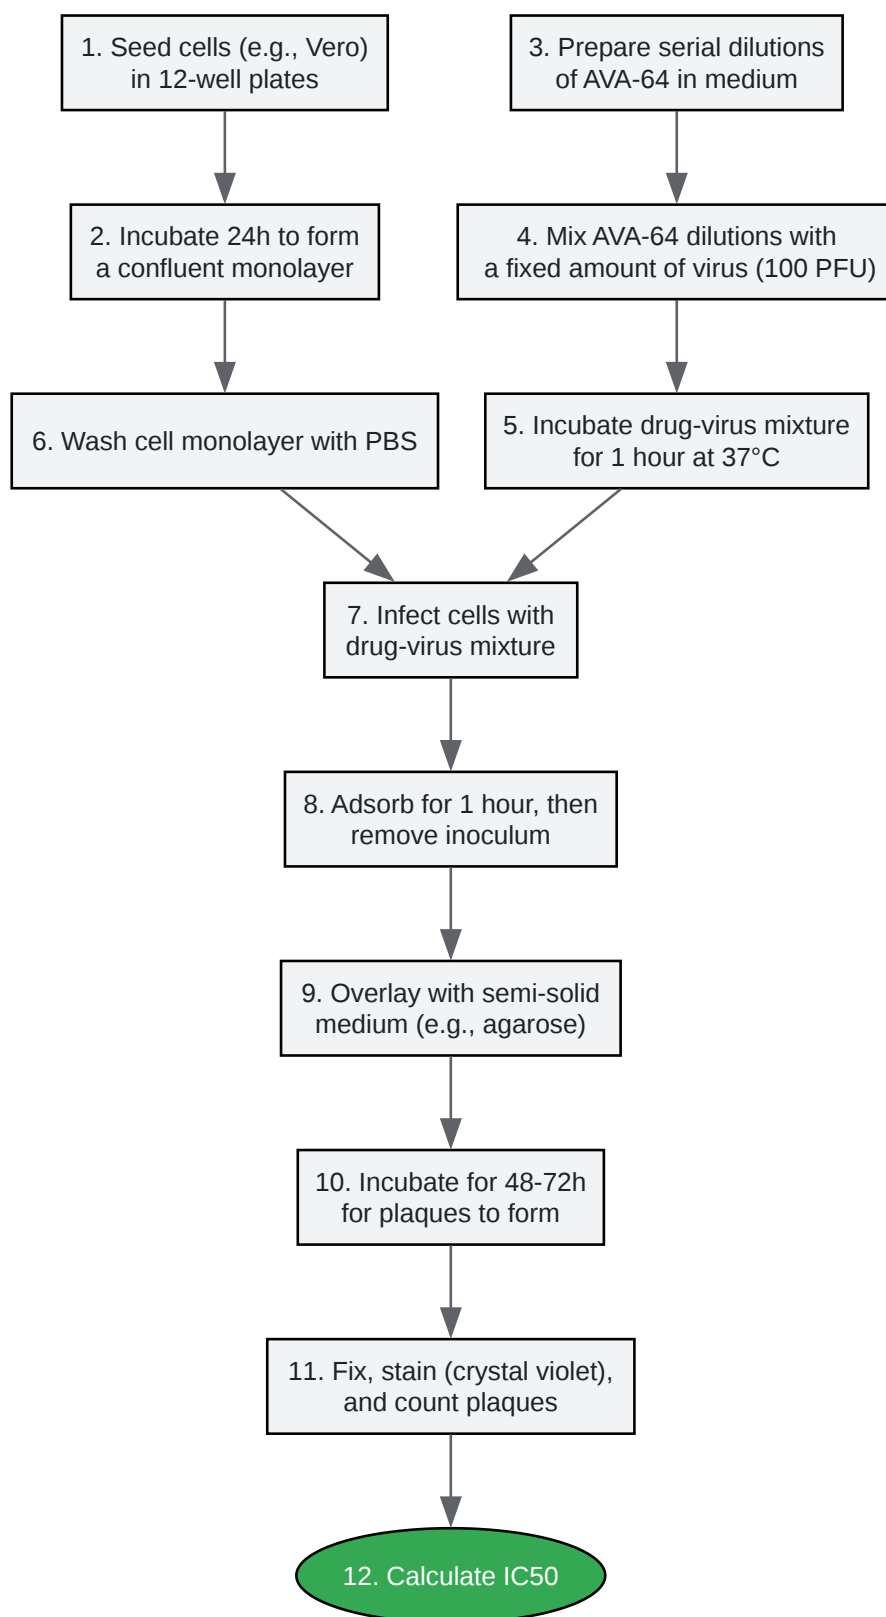 1. Seed cells (e.g., Vero)
in 12-well plates
3. Prepare serial dilutions
of AVA-64 in medium
2. Incubate 24h to form
a confluent monolayer
4. Mix AVA-64 dilutions with
a fixed amount of virus (100 PFU)
6. Wash cell monolayer with PBS
5. Incubate drug-virus mixture
for 1 hour at 37°C
7. Infect cells with
drug-virus mixture
8. Adsorb for 1 hour, then
remove inoculum
9. Overlay with semi-solid
medium (e.g., agarose)
10. Incubate for 48-72h
for plaques to form
11. Fix, stain (crystal violet),
and count plaques
12. Calculate IC50